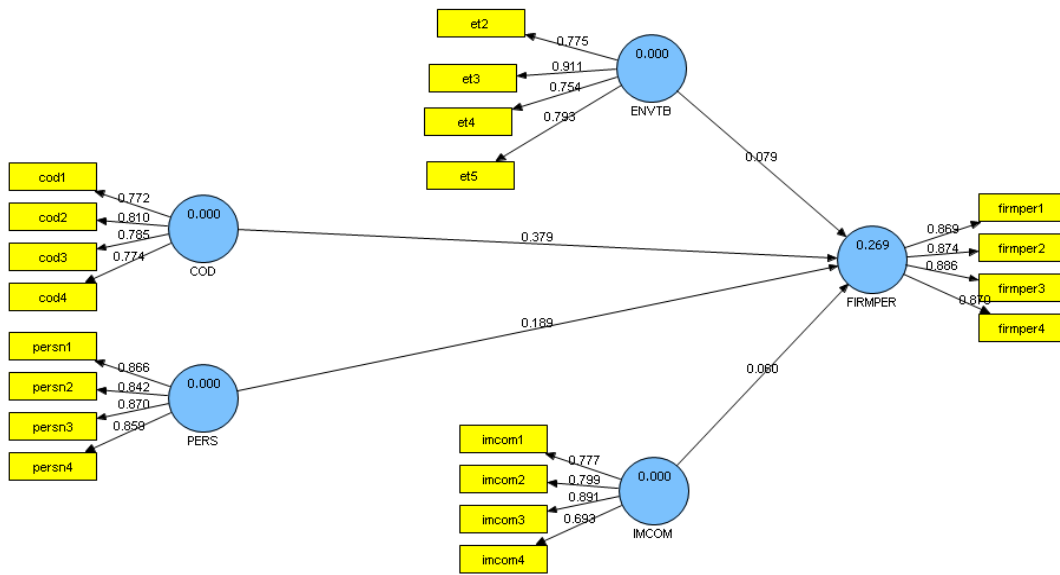 et2
et3
et4
et5
0.775
0.911
0.754
0.793
0.000
ENVTB
0.079
cod1
cod2
cod3
cod4
0.772
0.810
0.785
0.774
0.000
COD
0.379
persn1
persn2
persn3
persn4
0.866
0.842
0.870
0.859
0.000
PERS
0.189
imcom1
imcom2
imcom3
imcom4
0.777
0.799
0.891
0.693
0.000
IMCOM
0.060
0.269
FIRMPER
0.869
0.874
0.886
0.870
firmper1
firmper2
firmper3
firmper4